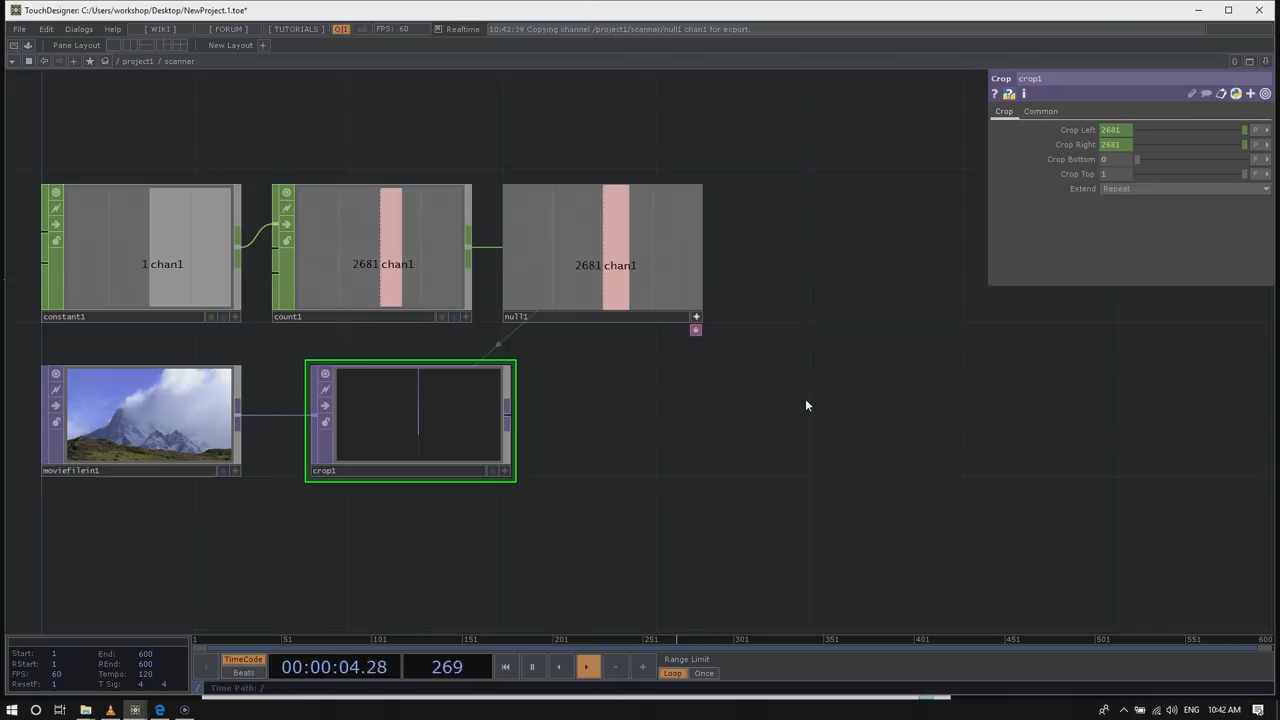 TouchDesigner: C:/Users/workshop/Desktop/NewProject.1.toe*
File Edit Dialogs Help [ WIKI ] [ FORUM ] [ TUTORIALS ] O|I FPS: 60 Realtime 10:42:39 Copying channel /project1/scanner/null1 chan1 for export.
Pane Layout New Layout +
/ project1 / scanner
0
Crop crop1
? ? i
Crop Common
Crop Left 2681 P
Crop Right 2681 P
Crop Bottom 0 P
Crop Top 1 P
Extend Repeat
1 chan1
2681 chan1
2681 chan1
constant1
count1
null1
moviefilein1
crop1
1 51 101 151 201 251 301 351 401 451 501 551 600
Start: 1 End: 600
RStart: 1 REnd: 600
FPS: 60 Tempo: 120
ResetF: 1 T Sig: 4 4
TimeCode
Beats
00:00:04.28
269
Range Limit
Loop Once
/ Time Path: /
10:42 AM